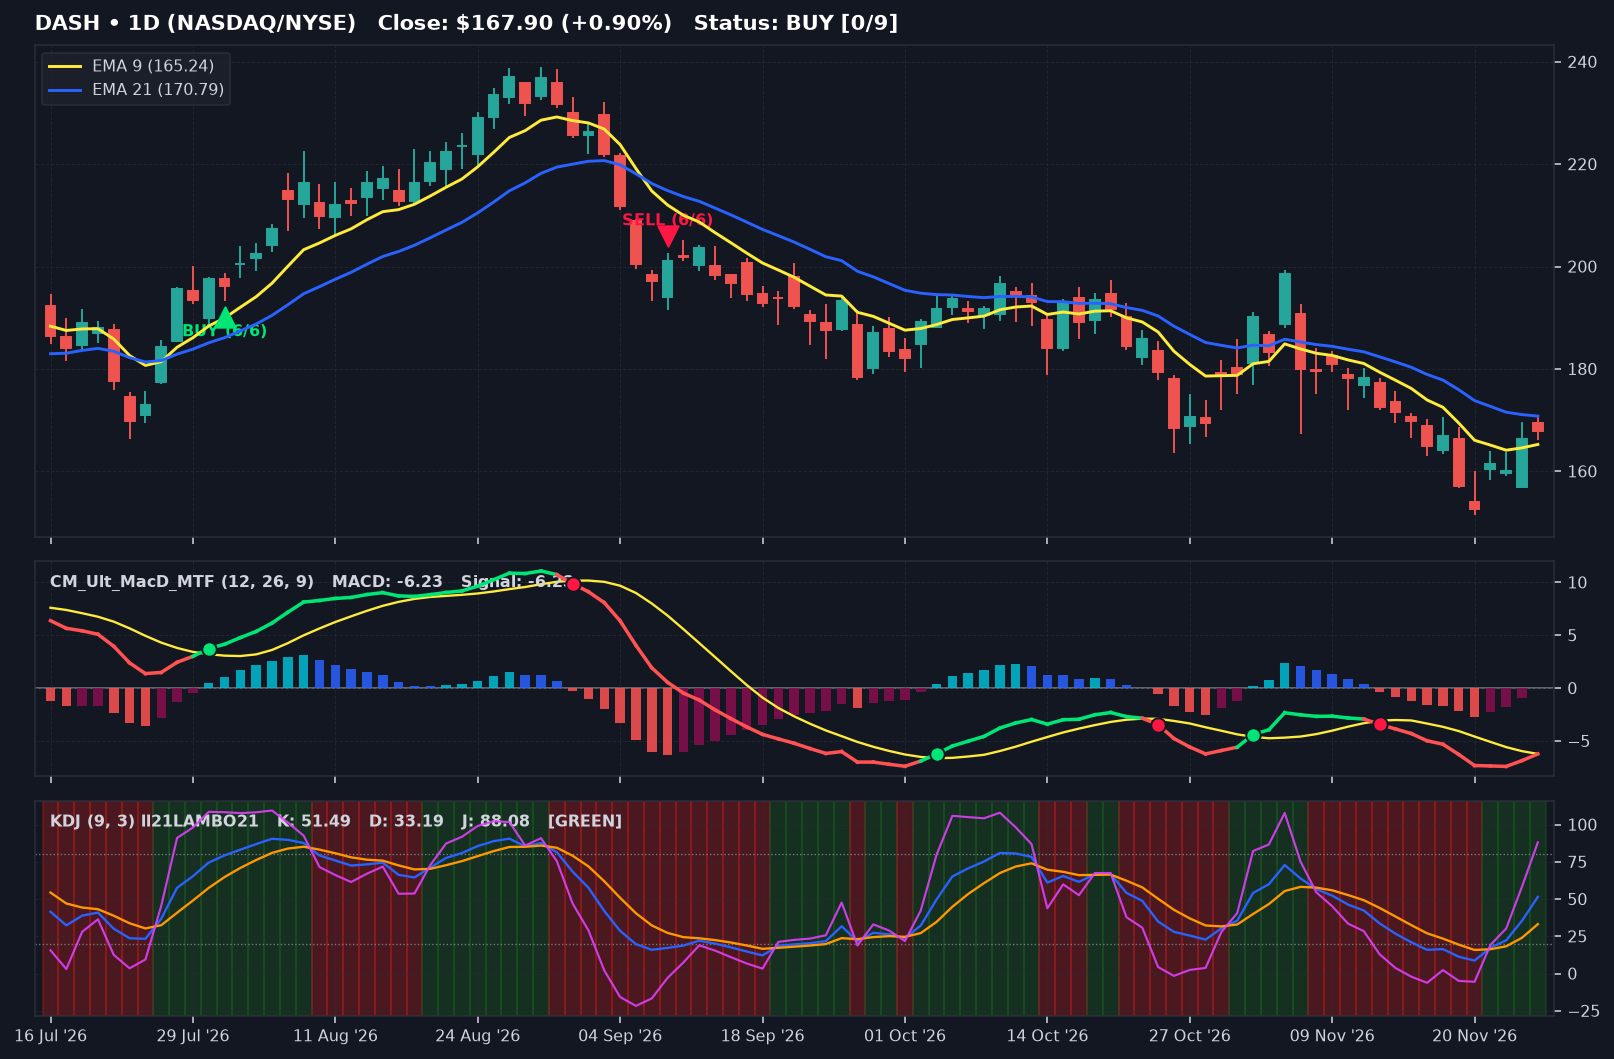 DASH • 1D (NASDAQ/NYSE)   Close: $167.90 (+0.90%)   Status: BUY [0/9]
EMA 9 (165.24)
EMA 21 (170.79)
240
220
200
180
160
SELL (6/6)
BUY (6/6)
CM_Ult_MacD_MTF (12, 26, 9)   MACD: -6.23   Signal: -6.2
10
5
0
−5
KDJ (9, 3) II21LAMBO21   K: 51.49   D: 33.19   J: 88.08   [GREEN]
100
75
50
25
0
−25
16 Jul '26
29 Jul '26
11 Aug '26
24 Aug '26
04 Sep '26
18 Sep '26
01 Oct '26
14 Oct '26
27 Oct '26
09 Nov '26
20 Nov '26